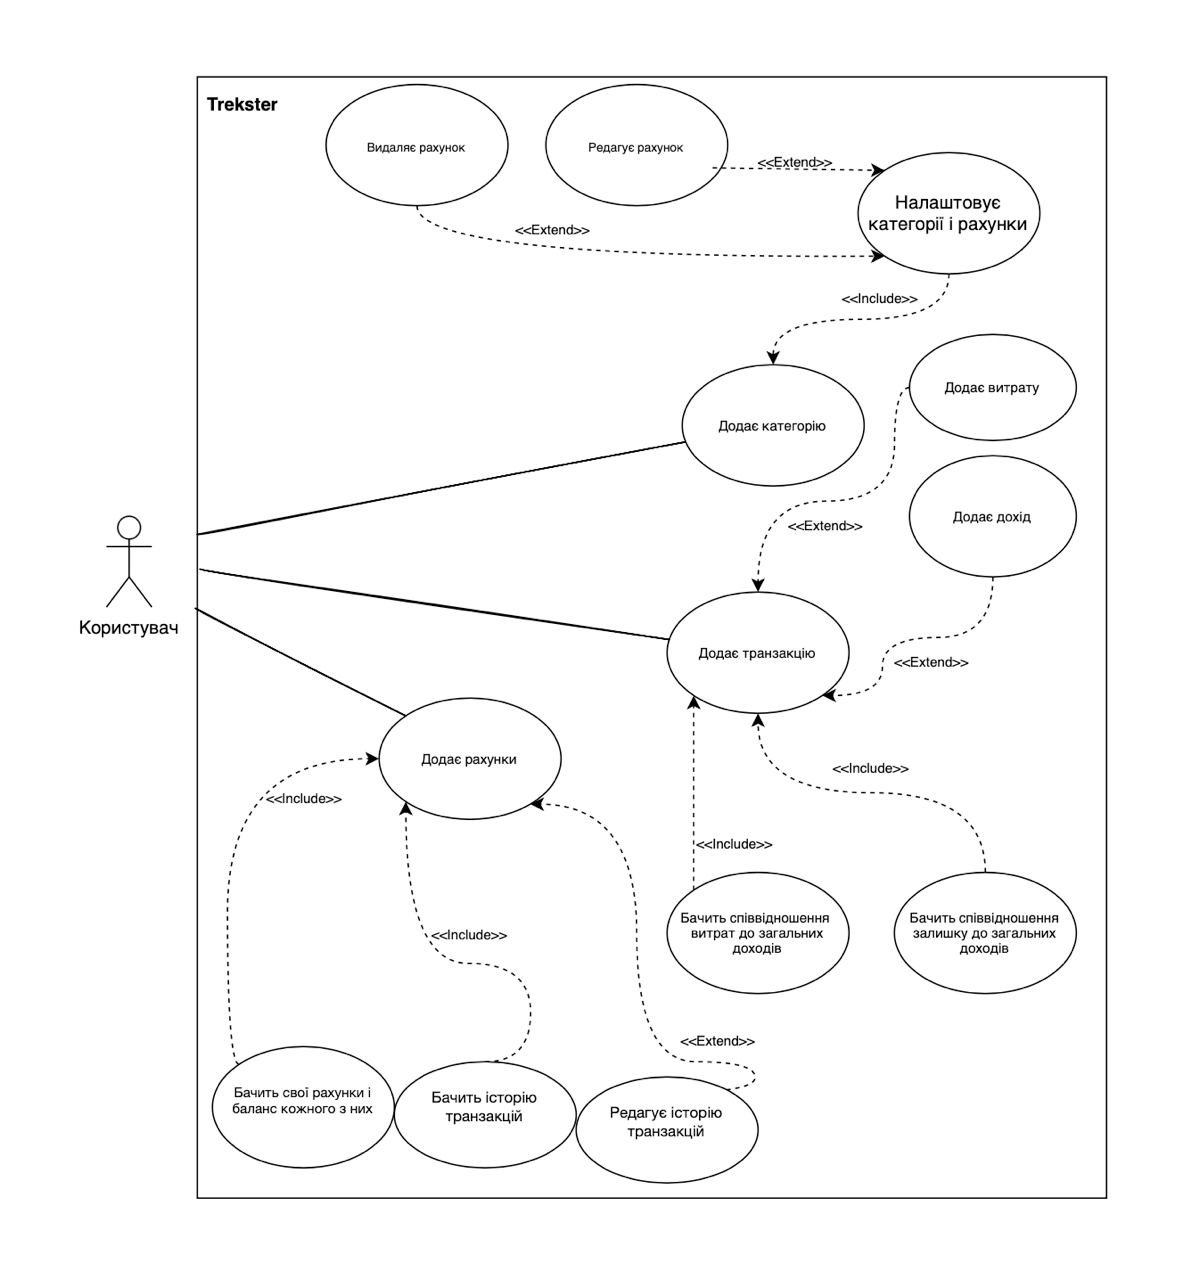 Trekster
Видаляє рахунок
Редагує рахунок
<<Extend>>
Налаштовує
категорії і рахунки
<<Extend>>
<<Include>>
Додає витрату
Додає категорію
Додає дохід
<<Extend>>
Користувач
Додає транзакцію
<<Extend>>
Додає рахунки
<<Include>>
<<Include>>
<<Include>>
Бачить співвідношення
витрат до загальних
доходів
Бачить співвідношення
залишку до загальних
доходів
<<Include>>
<<Extend>>
Бачить свої рахунки і
баланс кожного з них
Бачить історію
транзакцій
Редагує історію
транзакцій